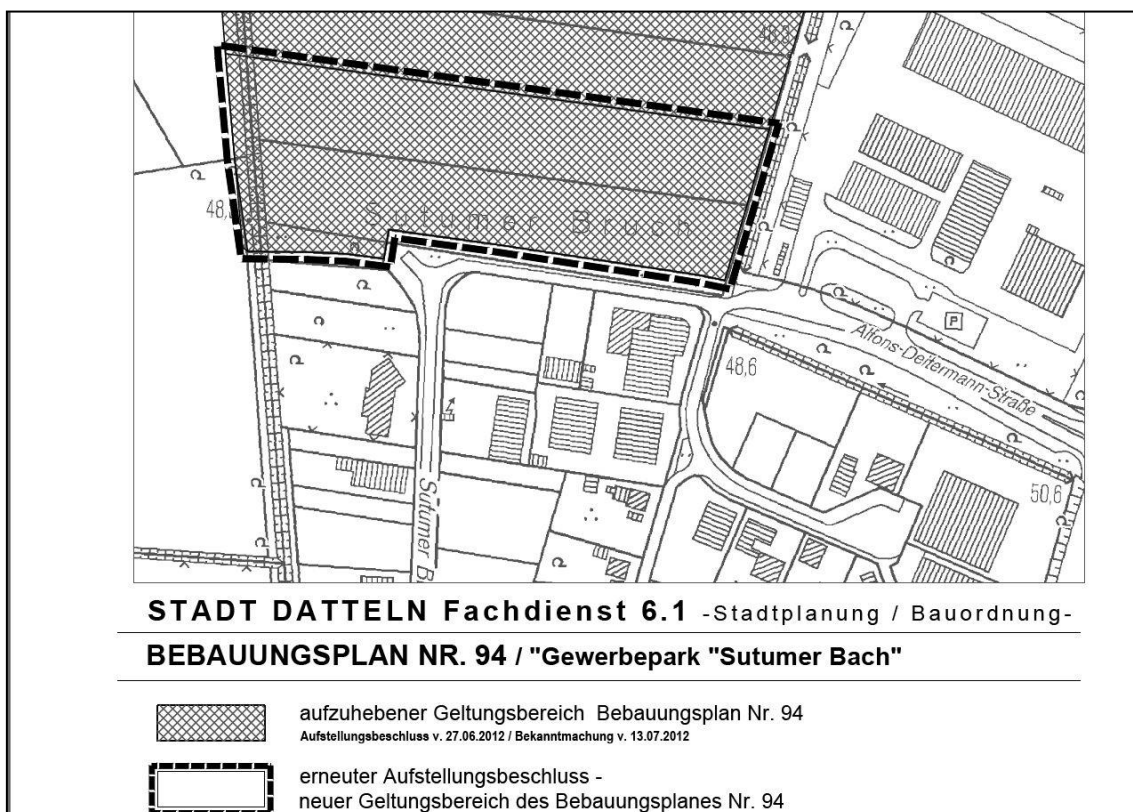 48,3
48,
Sutumer Bruch
P
Alfons-Deitermann-Straße
48,6
50,6
Sutumer B
STADT DATTELN Fachdienst 6.1 -Stadtplanung / Bauordnung-
BEBAUUNGSPLAN NR. 94 / "Gewerbepark "Sutumer Bach"
aufzuhebener Geltungsbereich Bebauungsplan Nr. 94
Aufstellungsbeschluss v. 27.06.2012 / Bekanntmachung v. 13.07.2012
erneuter Aufstellungsbeschluss -
neuer Geltungsbereich des Bebauungsplanes Nr. 94